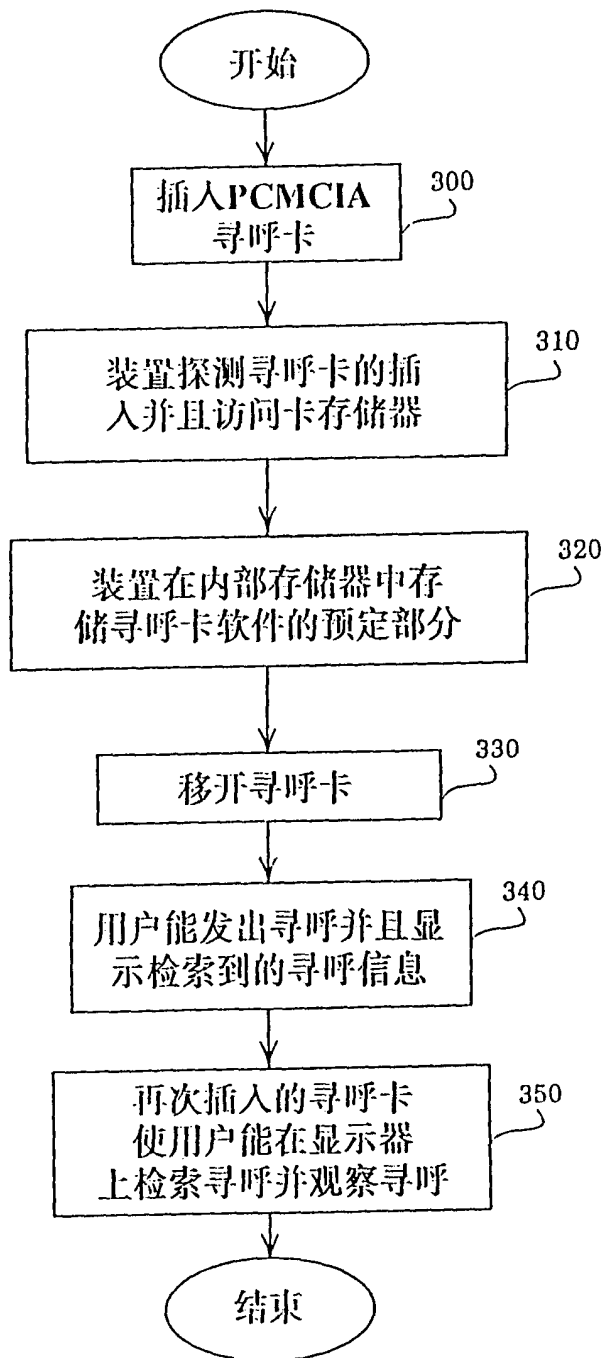 开始
插入PCMCIA
寻呼卡
300
装置探测寻呼卡的插
入并且访问卡存储器
310
装置在内部存储器中存
储寻呼卡软件的预定部分
320
移开寻呼卡
330
用户能发出寻呼并且显
示检索到的寻呼信息
340
再次插入的寻呼卡
使用户能在显示器
上检索寻呼并观察寻呼
350
结束